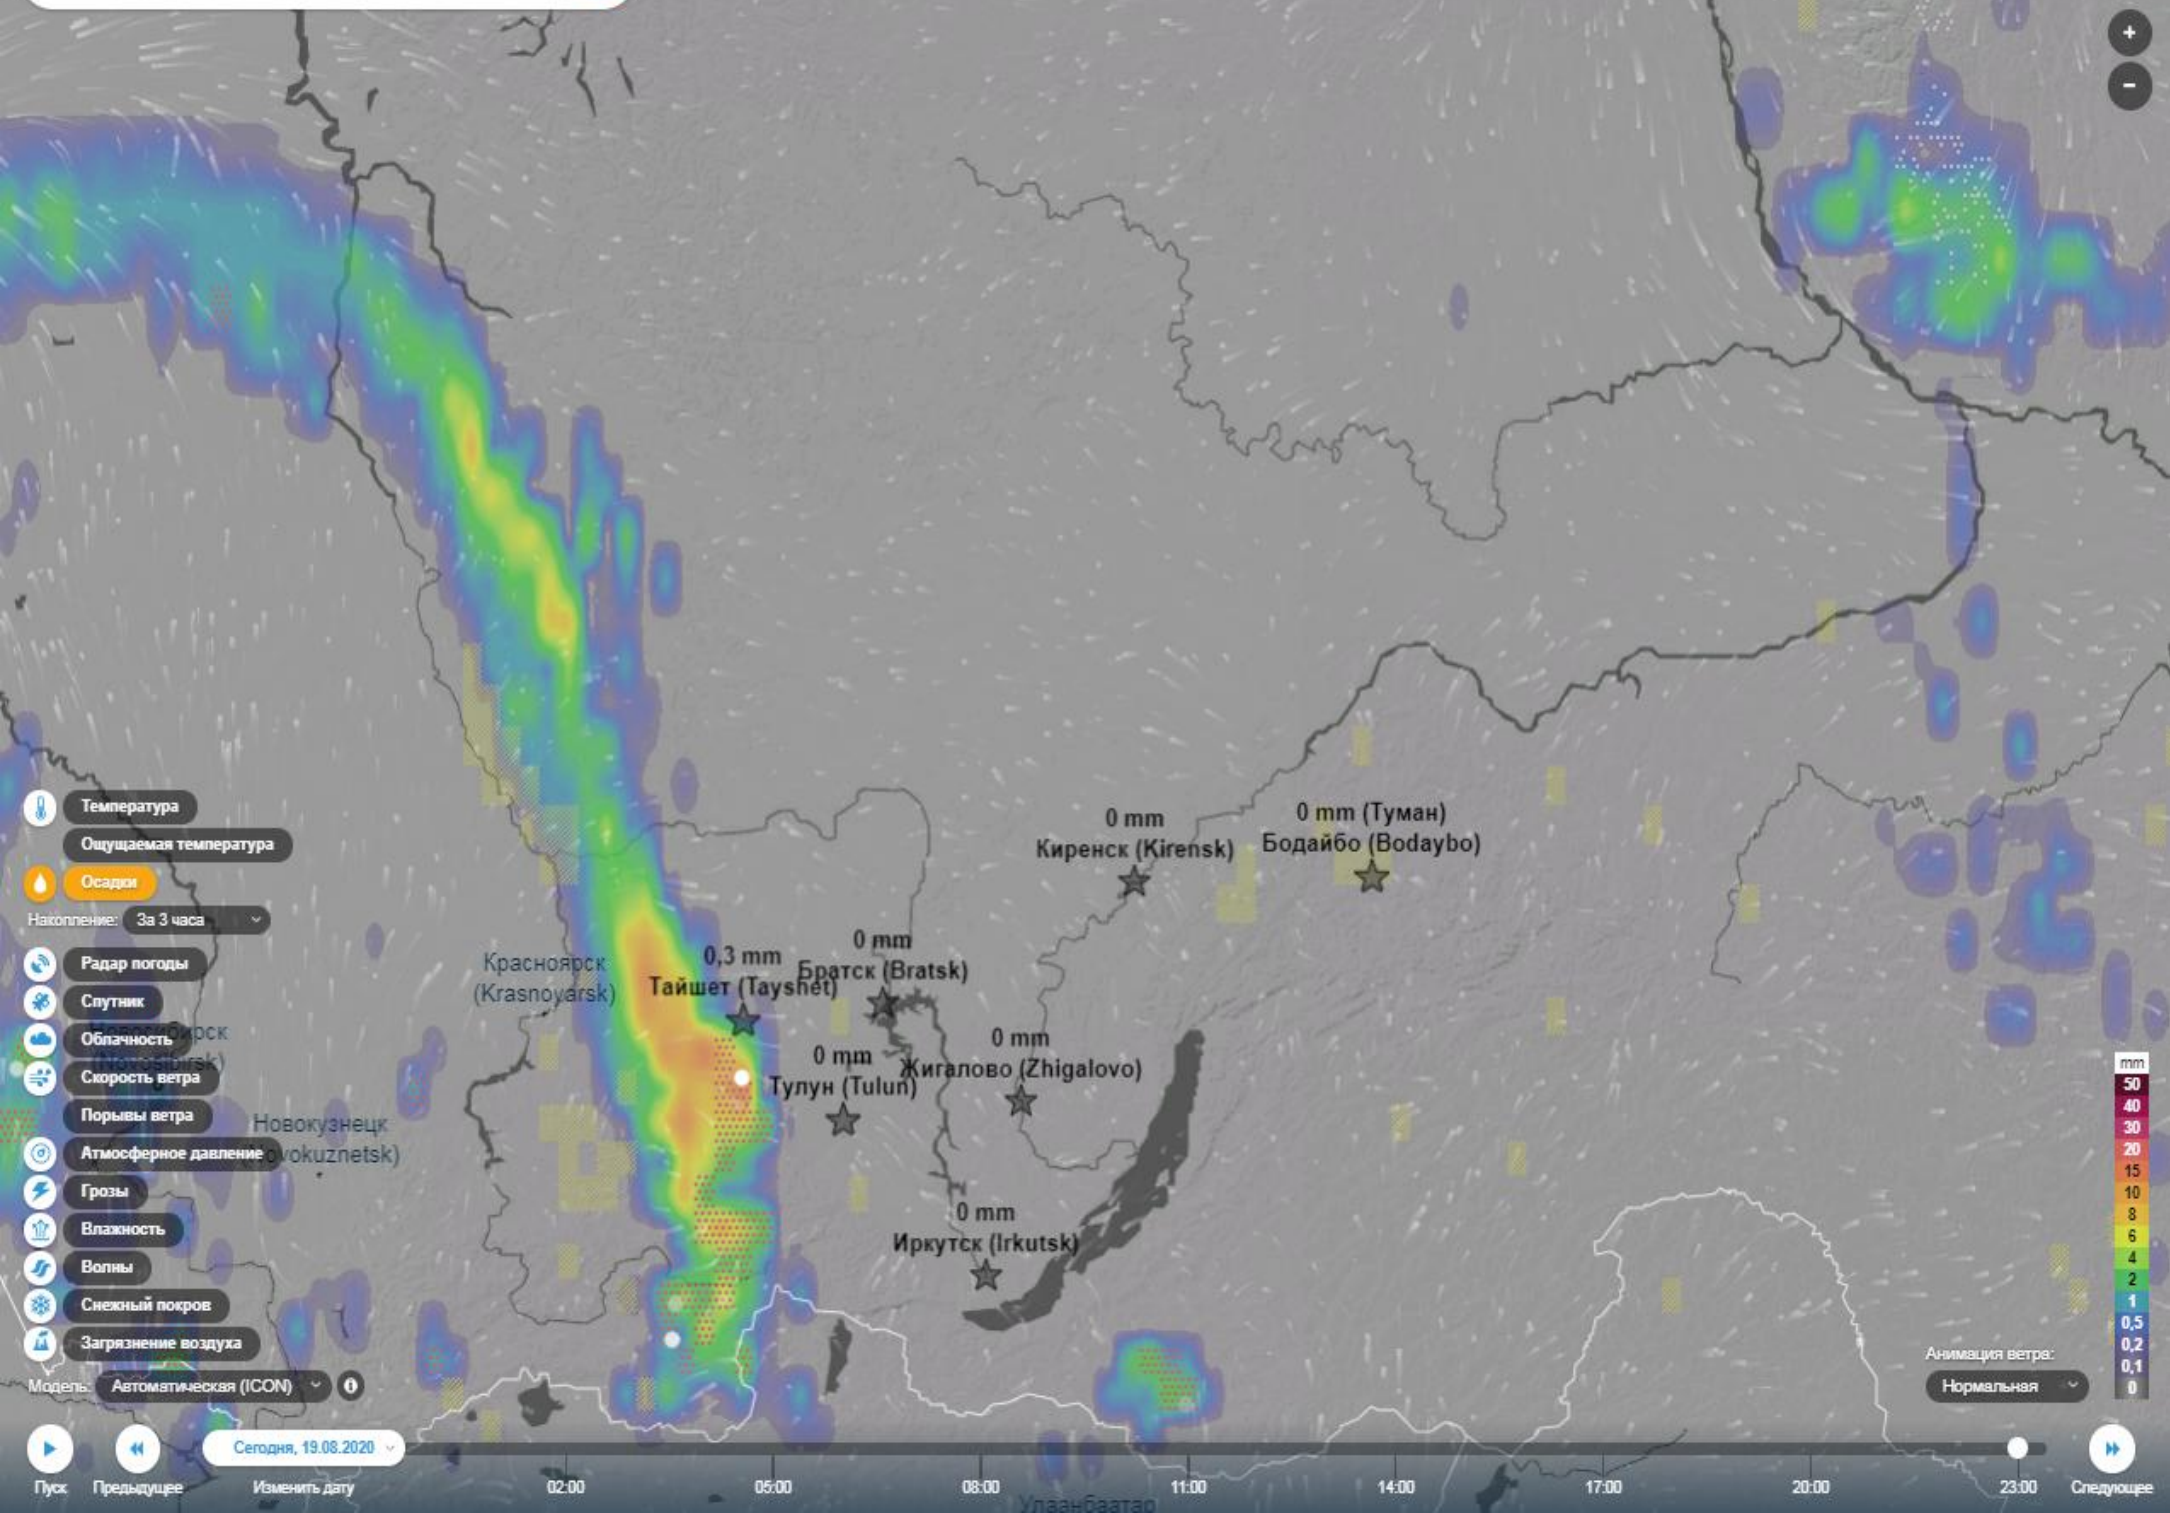 0 mm
Киренск (Kirensk)
0 mm (Туман)
Бодайбо (Bodaybo)
Температура
Ощущаемая температура
Осадки
Накопление: За 3 часа
0,3 mm
Тайшет (Tayshet)
0 mm
Братск (Bratsk)
Красноярск
(Krasnoyarsk)
Радар погоды
Спутник
Новосибирск
(Novosibirsk)
Облачность
Скорость ветра
Порывы ветра
0 mm
Тулун (Tulun)
0 mm
Жигалово (Zhigalovo)
Новокузнецк
(Novokuznetsk)
Атмосферное давление
Грозы
Влажность
Волны
Снежный покров
Загрязнение воздуха
0 mm
Иркутск (Irkutsk)
Модель: Автоматическая (ICON)
mm
50
40
30
20
15
10
8
6
4
2
1
0,5
0,2
0,1
0
Анимация ветра:
Нормальная
Сегодня, 19.08.2020
Пуск
Предыдущее
Изменить дату
02:00
05:00
08:00
11:00
14:00
17:00
20:00
23:00
Следующее
Улаанбаатар